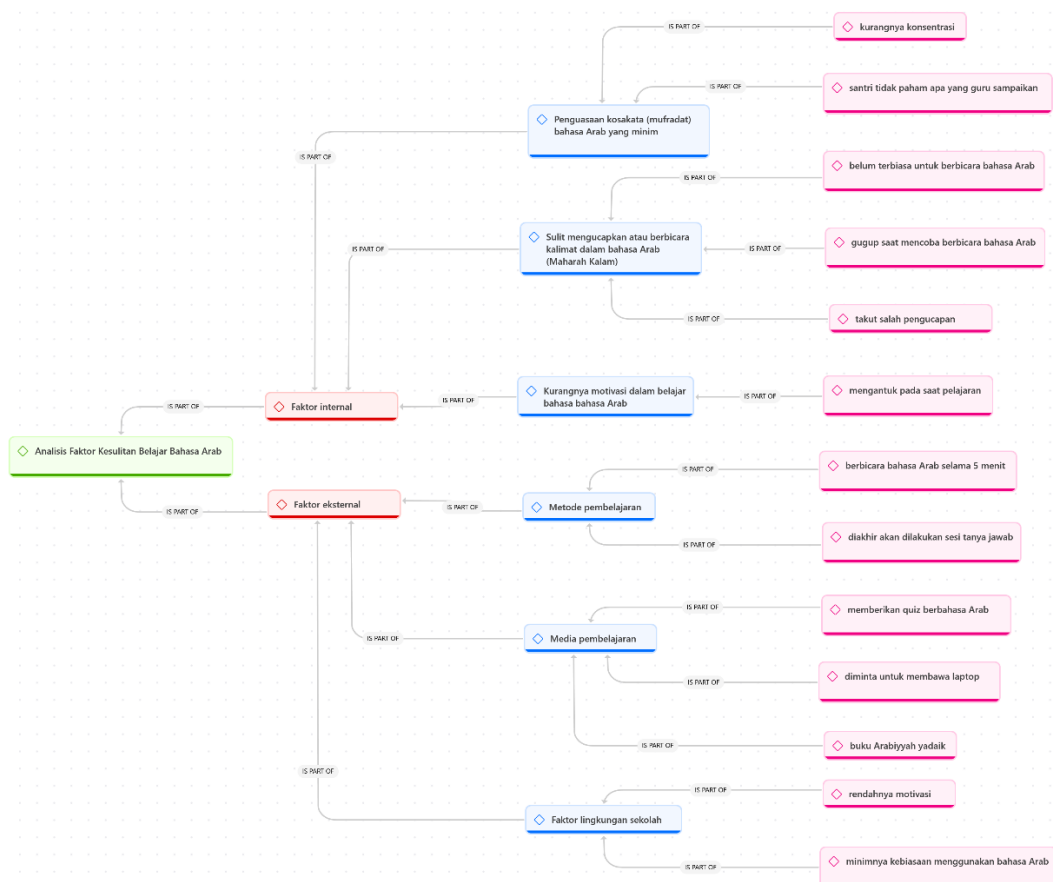 IS PART OF
kurangnya konsentrasi
IS PART OF
santri tidak paham apa yang guru sampaikan
Penguasaan kosakata (mufradat)
bahasa Arab yang minim
IS PART OF
IS PART OF
belum terbiasa untuk berbicara bahasa Arab
Sulit mengucapkan atau berbicara
kalimat dalam bahasa Arab
(Maharah Kalam)
IS PART OF
IS PART OF
gugup saat mencoba berbicara bahasa Arab
IS PART OF
takut salah pengucapan
Faktor internal
IS PART OF
Kurangnya motivasi dalam belajar
bahasa bahasa Arab
IS PART OF
mengantuk pada saat pelajaran
IS PART OF
Analisis Faktor Kesulitan Belajar Bahasa Arab
IS PART OF
berbicara bahasa Arab selama 5 menit
IS PART OF
Faktor eksternal
IS PART OF
Metode pembelajaran
IS PART OF
diakhir akan dilakukan sesi tanya jawab
IS PART OF
memberikan quiz berbahasa Arab
IS PART OF
Media pembelajaran
IS PART OF
diminta untuk membawa laptop
IS PART OF
buku Arabiyyah yadaik
IS PART OF
IS PART OF
rendahnya motivasi
Faktor lingkungan sekolah
IS PART OF
minimnya kebiasaan menggunakan bahasa Arab